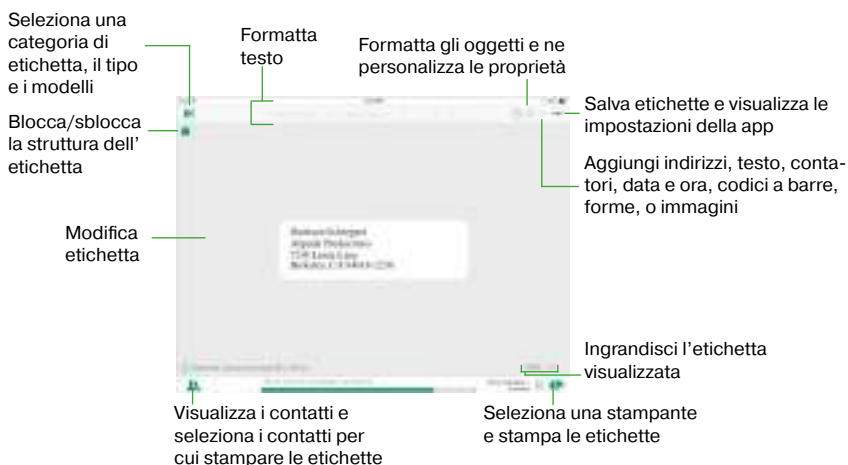 Seleziona una
categoria di
etichetta, il tipo
e i modelli
Formatta
testo
Formatta gli oggetti e ne
personalizza le proprietà
Salva etichette e visualizza le
impostazioni della app
Blocca/sblocca
la struttura dell'
etichetta
Aggiungi indirizzi, testo, conta-
tori, data e ora, codici a barre,
forme, o immagini
Modifica
etichetta
Ingrandisci l'etichetta
visualizzata
Visualizza i contatti e
seleziona i contatti per
cui stampare le etichette
Seleziona una stampante
e stampa le etichette